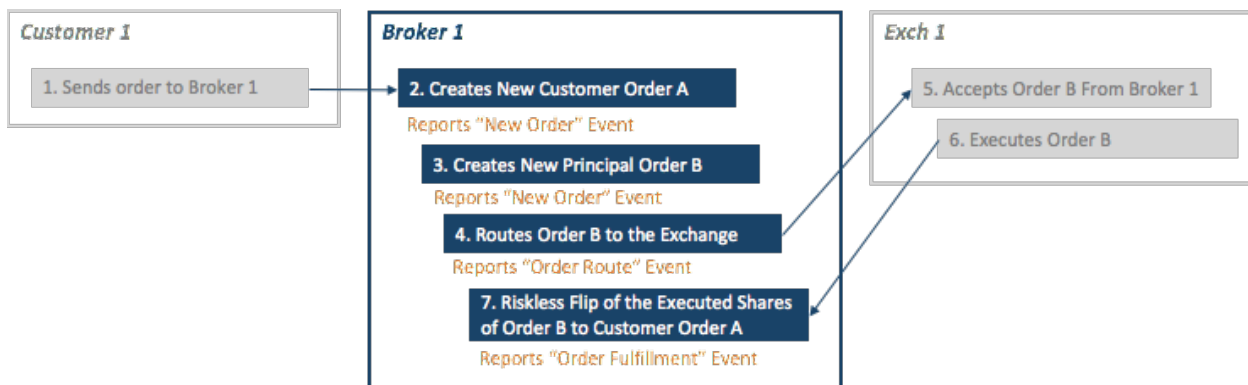 Customer 1
1. Sends order to Broker 1
Broker 1
2. Creates New Customer Order A
Reports "New Order" Event
3. Creates New Principal Order B
Reports "New Order" Event
4. Routes Order B to the Exchange
Reports "Order Route" Event
7. Riskless Flip of the Executed Shares
of Order B to Customer Order A
Reports "Order Fulfillment" Event
Exch 1
5. Accepts Order B From Broker 1
6. Executes Order B